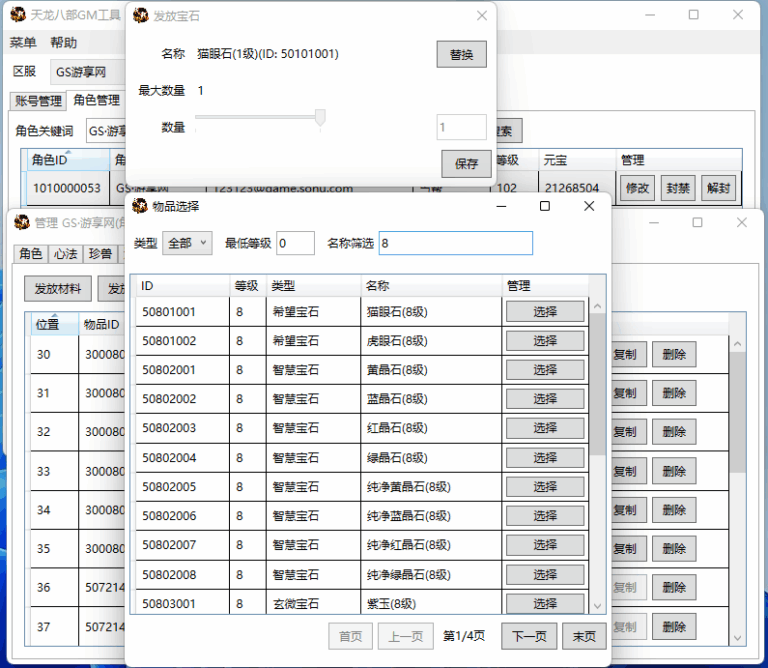 天龙八部GM工具
菜单 帮助
区服 GS游享网
账号管理 角色管理
角色关键词 GS·游享
角色ID 等级 元宝 管理
1010000053 GS·游享网 123123@game.sohu.com 102 21268504 修改 封禁 解封
发放宝石
名称 猫眼石(1级)(ID: 50101001) 替换
最大数量 1
数量 1
保存
管理 GS·游享网(角
角色 心法 珍兽
发放材料
位置 物品ID
30 300080 复制 删除
31 300080 复制 删除
32 300080 复制 删除
33 300080 复制 删除
34 300080 复制 删除
35 300080 复制 删除
36 507214 复制 删除
37 507214 复制 删除
物品选择
类型 全部 最低等级 0 名称筛选 8
ID 等级 类型 名称 管理
50801001 8 希望宝石 猫眼石(8级) 选择
50801002 8 希望宝石 虎眼石(8级) 选择
50802001 8 智慧宝石 黄晶石(8级) 选择
50802002 8 智慧宝石 蓝晶石(8级) 选择
50802003 8 智慧宝石 红晶石(8级) 选择
50802004 8 智慧宝石 绿晶石(8级) 选择
50802005 8 智慧宝石 纯净黄晶石(8级) 选择
50802006 8 智慧宝石 纯净蓝晶石(8级) 选择
50802007 8 智慧宝石 纯净红晶石(8级) 选择
50802008 8 智慧宝石 纯净绿晶石(8级) 选择
50803001 8 玄微宝石 紫玉(8级) 选择
首页 上一页 第1/4页 下一页 末页